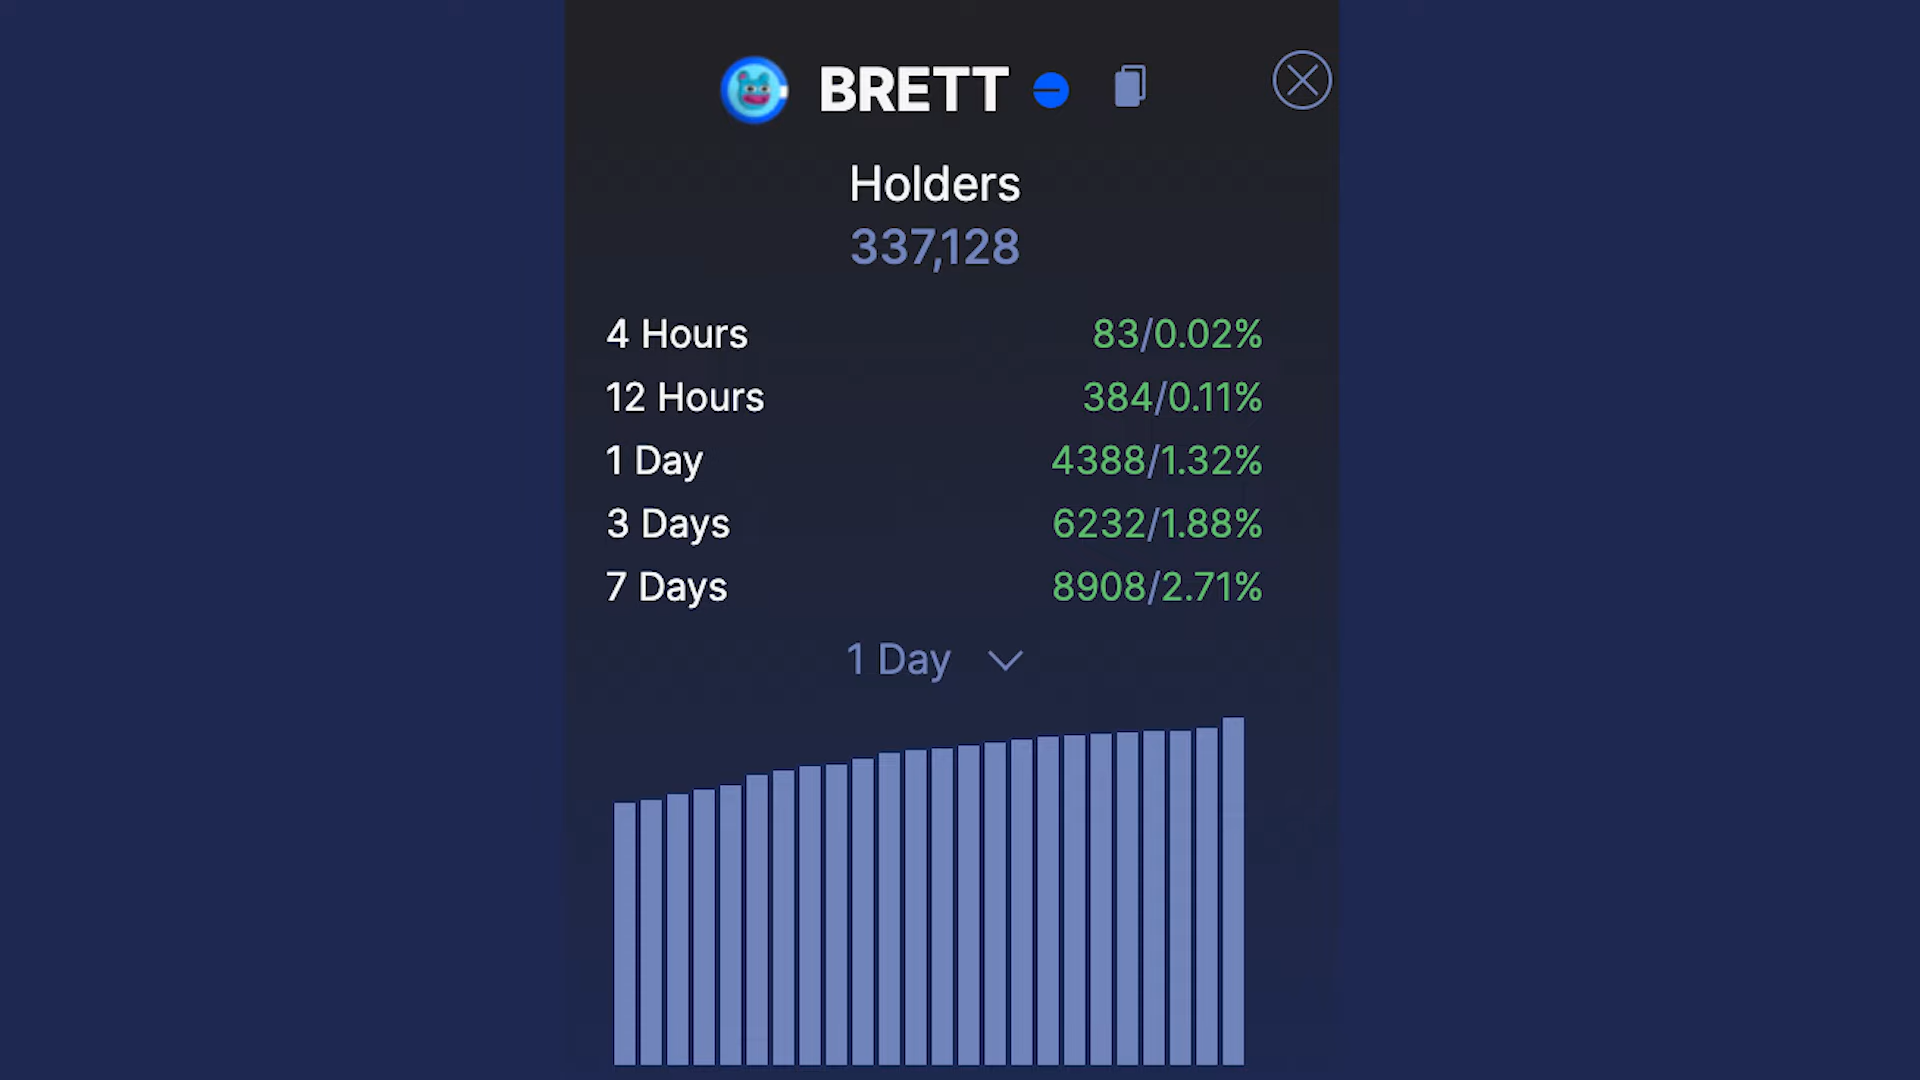 BRETT
Holders
337,128
4 Hours 83/0.02%
12 Hours 384/0.11%
1 Day 4388/1.32%
3 Days 6232/1.88%
7 Days 8908/2.71%
1 Day